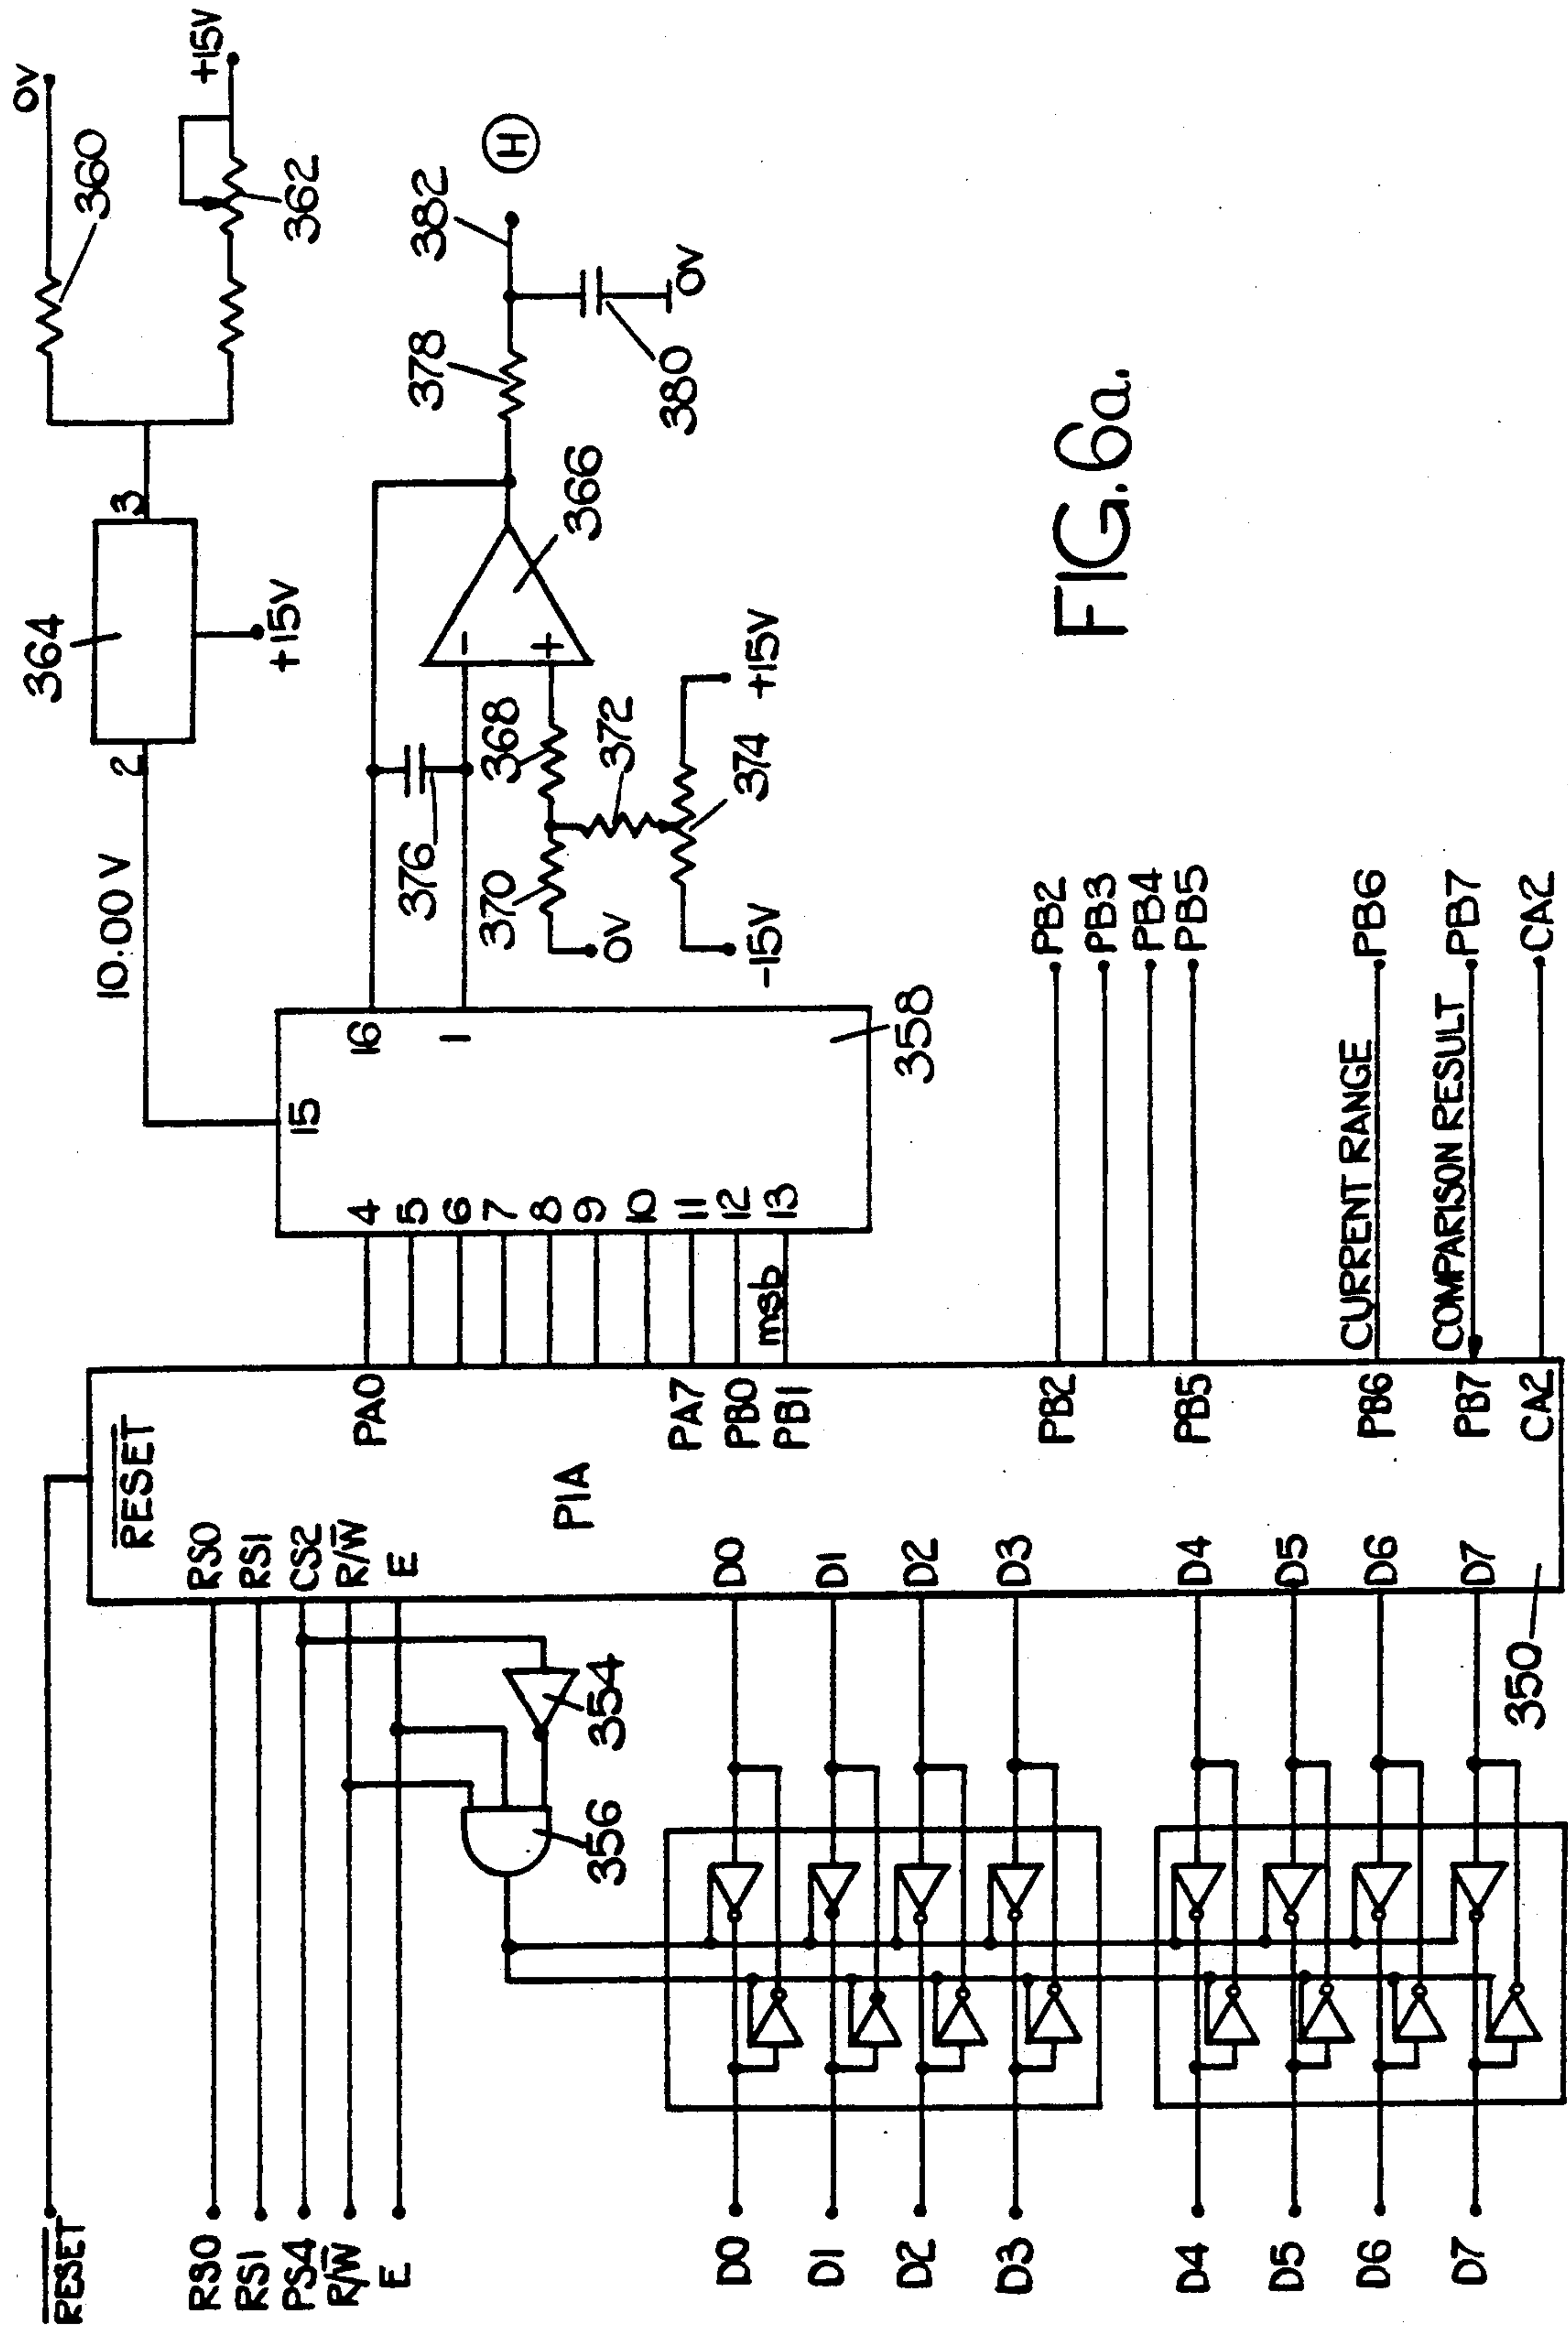 RESET
RS0
RS1
PS4
R/W
E
D0
D1
D2
D3
D4
D5
D6
D7
356
354
RESET
RS0
RS1
CS2
R/W
E
PIA
D0
D1
D2
D3
D4
D5
D6
D7
350
PA0
PA7
PB0
PB1
PB2
PB5
PB6
PB7
CA2
msb
4
5
6
7
8
9
10
11
12
13
15
16
1
358
10.00 V
2
364
3
+15V
0V
360
+15V
362
376
370
368
372
374
0V
-15V
+15V
-
+
366
378
380
0V
382
H
PB2
PB3
PB4
PB5
CURRENT RANGE
PB6
COMPARISON RESULT
PB7
CA2
FIG.6a.